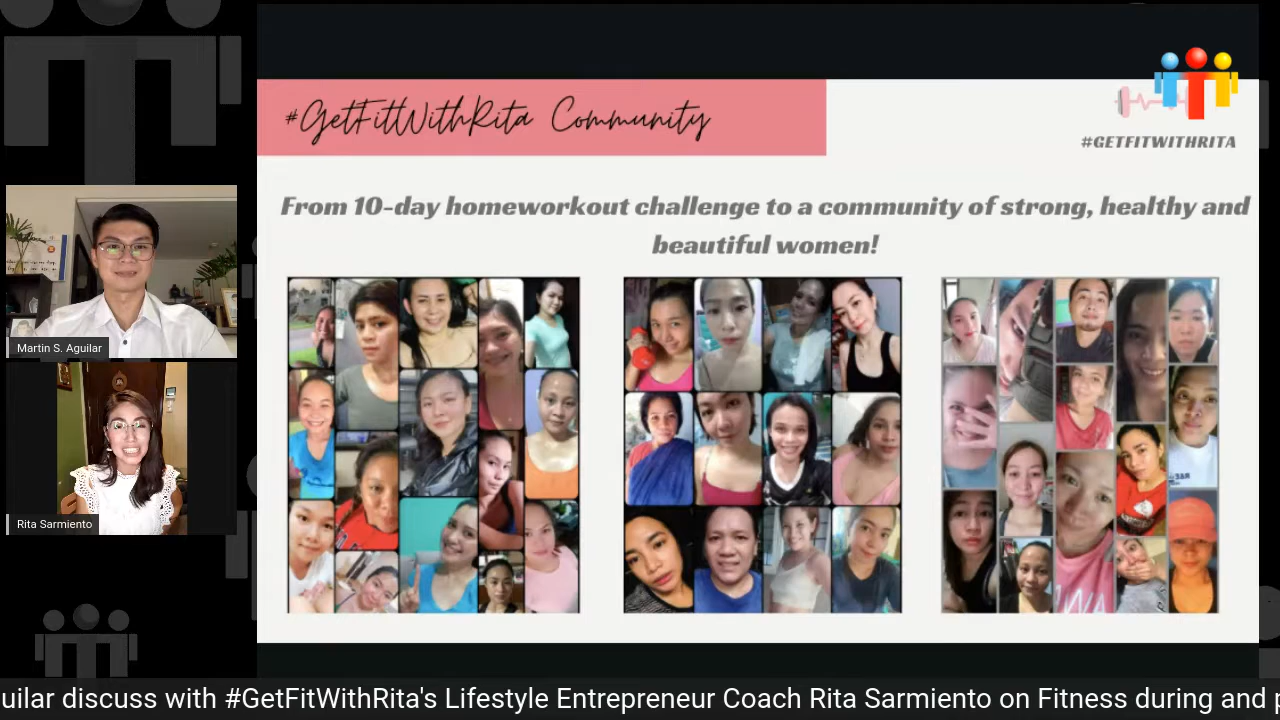 #GetFitWithRita Community
#GETFITWITHRITA
From 10-day homeworkout challenge to a community of strong, healthy and
beautiful women!
Martin S. Aguilar
Rita Sarmiento
uilar discuss with #GetFitWithRita's Lifestyle Entrepreneur Coach Rita Sarmiento on Fitness during and p